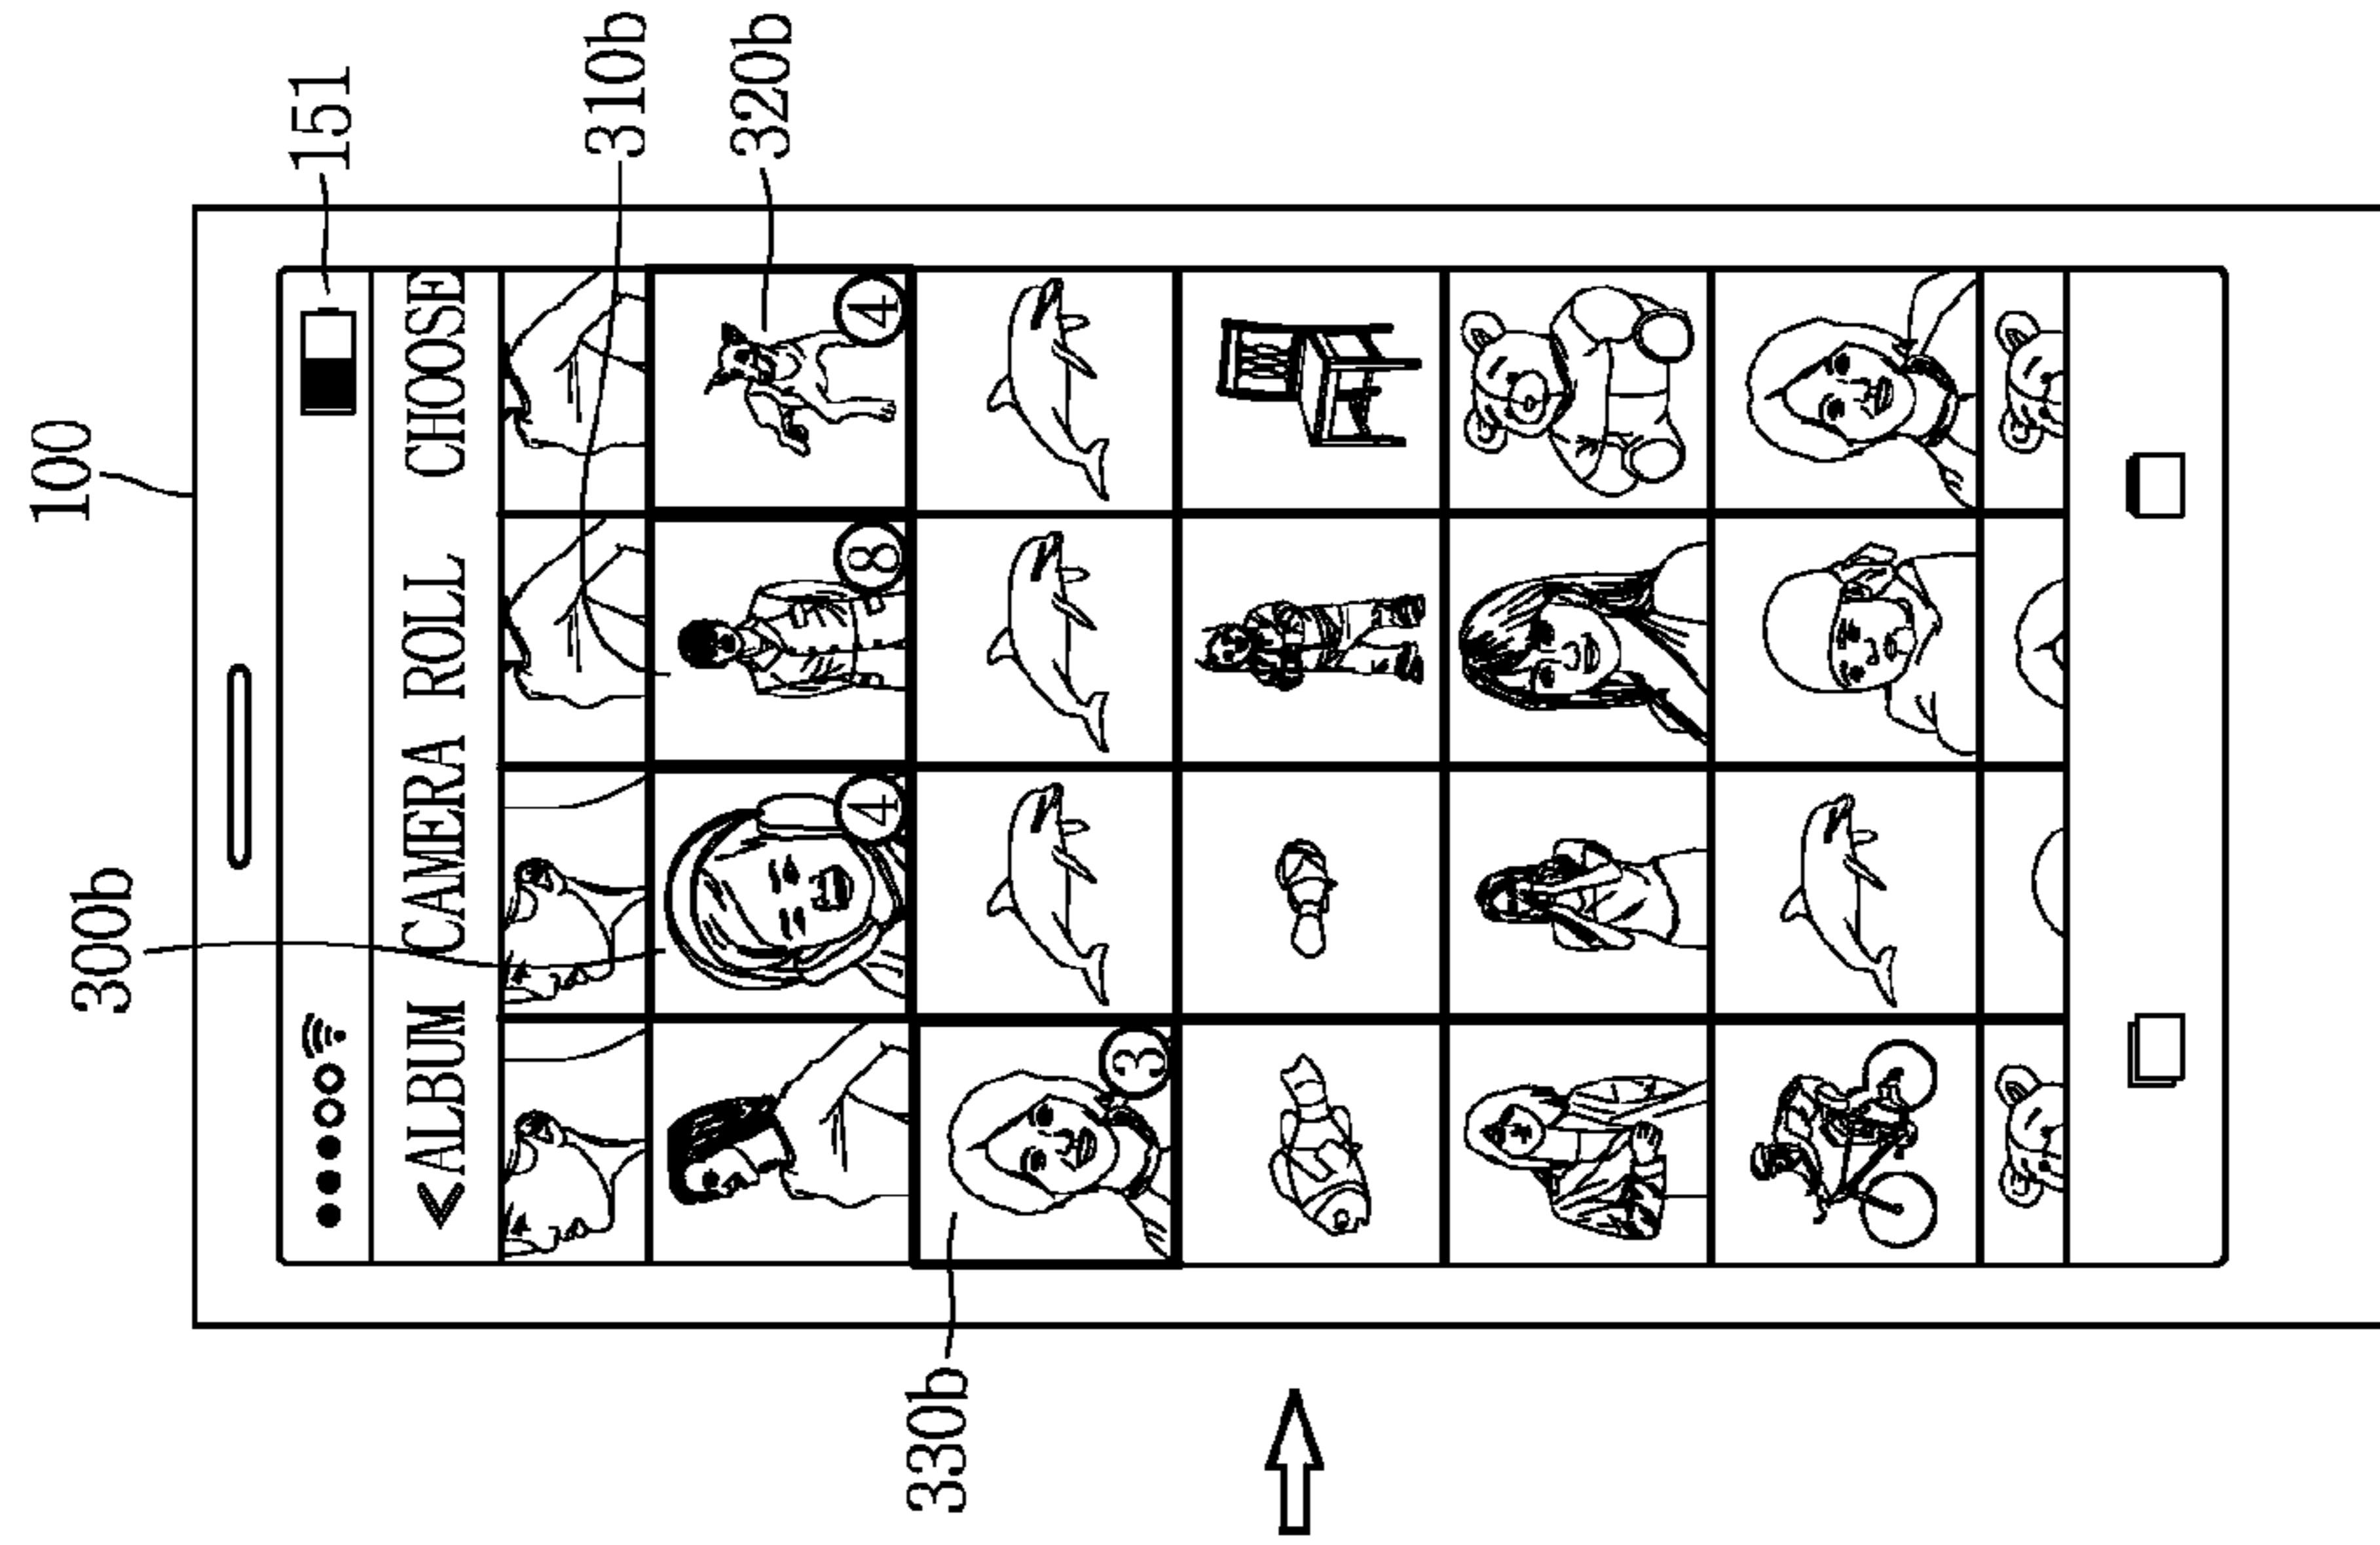 100
151
300b
310b
320b
< ALBUM CAMERA ROLL CHOOSE
4 8 4
3
330b